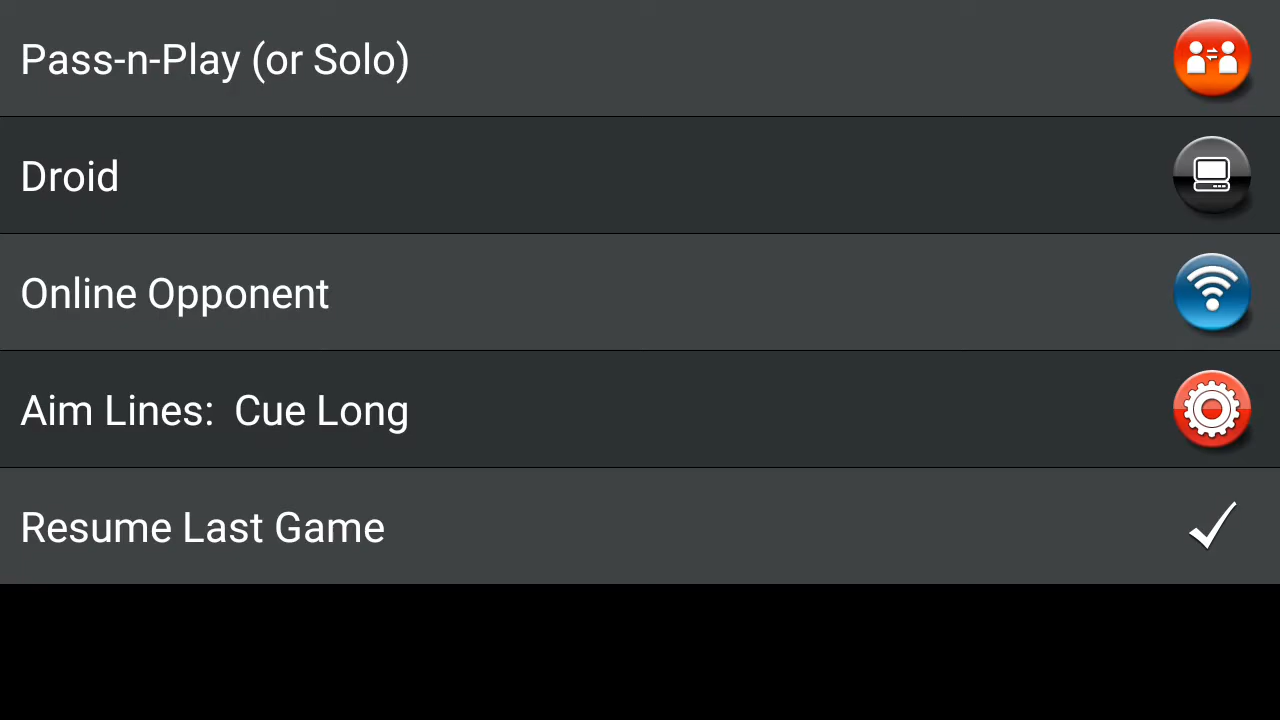 Pass-n-Play (or Solo)
Droid
Online Opponent
Aim Lines:  Cue Long
Resume Last Game